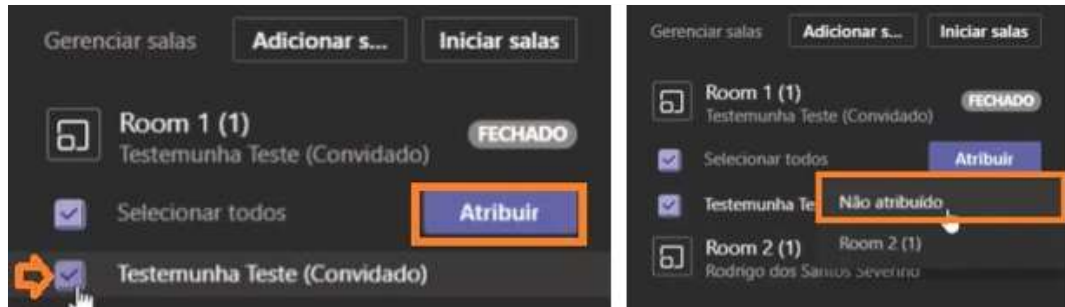 Gerenciar salas
Adicionar s...
Iniciar salas
Room 1 (1)
Testemunha Teste (Convidado)
FECHADO
Selecionar todos
Atribuir
Testemunha Teste (Convidado)
Gerenciar salas
Adicionar s...
Iniciar salas
Room 1 (1)
Testemunha Teste (Convidado)
FECHADO
Selecionar todos
Atribuir
Testemunha Te
Não atribuído
Room 2 (1)
Room 2 (1)
Rodrigo dos Santos Severino